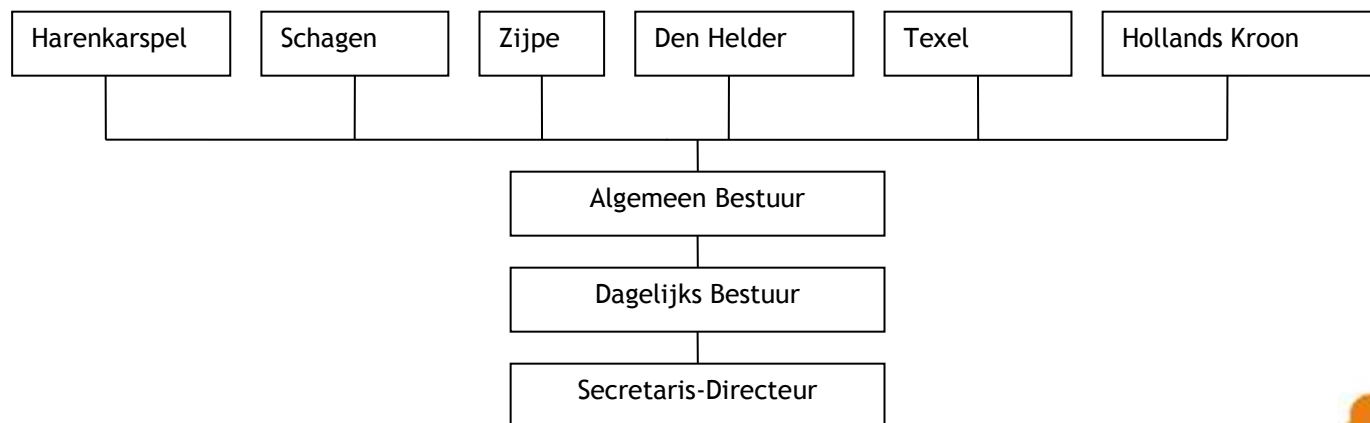 Harenkarspel Schagen Zijpe Den Helder Texel Hollands Kroon
Algemeen Bestuur
Dagelijks Bestuur
Secretaris-Directeur